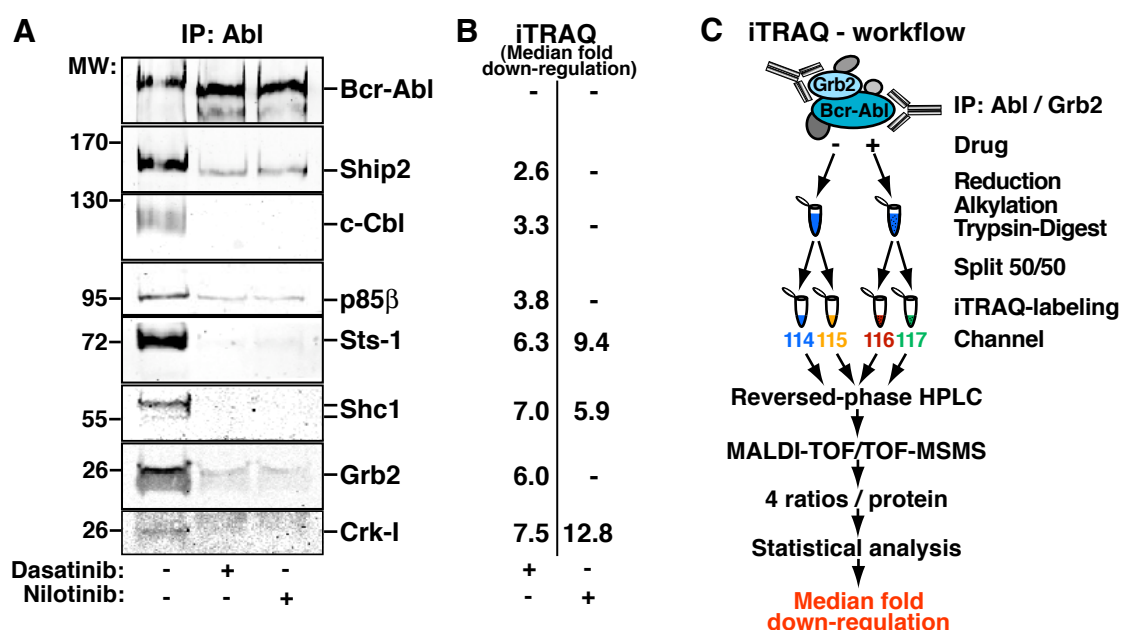 A
IP: Abl
MW:
Bcr-Abl
170
Ship2
130
c-Cbl
95
p85β
72
Sts-1
Shc1
55
26
Grb2
26
Crk-I
Dasatinib: - + -
Nilotinib: - - +
B
iTRAQ
(Median fold
down-regulation)
- -
2.6 -
3.3 -
3.8 -
6.3 9.4
7.0 5.9
6.0 -
7.5 12.8
+ -
- +
C iTRAQ - workflow
Grb2
Bcr-Abl
IP: Abl / Grb2
- + Drug
Reduction
Alkylation
Trypsin-Digest
Split 50/50
iTRAQ-labeling
114 115 116 117 Channel
Reversed-phase HPLC
MALDI-TOF/TOF-MSMS
4 ratios / protein
Statistical analysis
Median fold
down-regulation